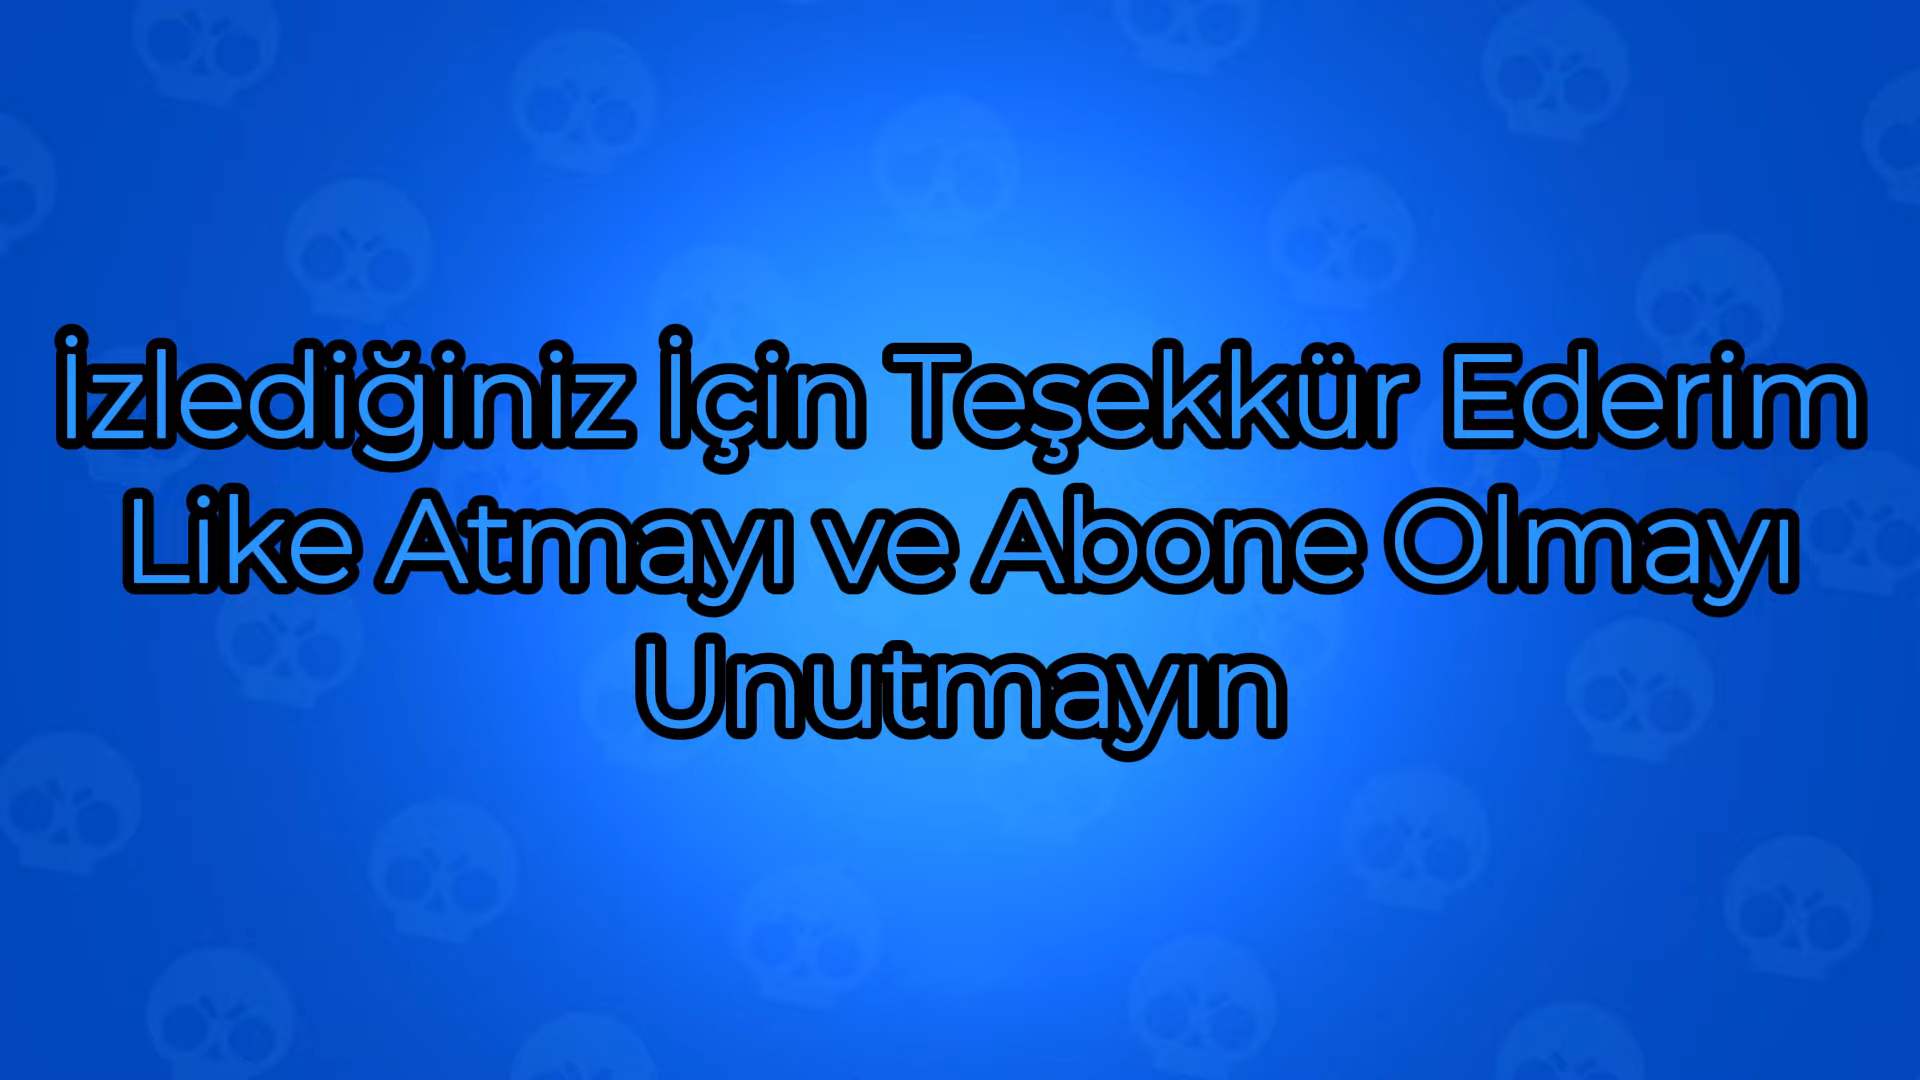 İzlediğiniz İçin Teşekkür Ederim
Like Atmayı ve Abone Olmayı
Unutmayın